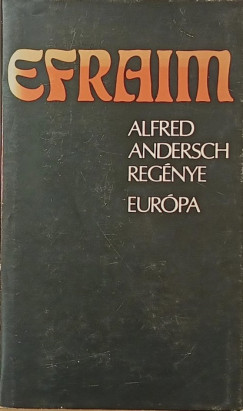 EFRAIM
ALFRED
ANDERSCH
REGÉNYE
EURÓPA